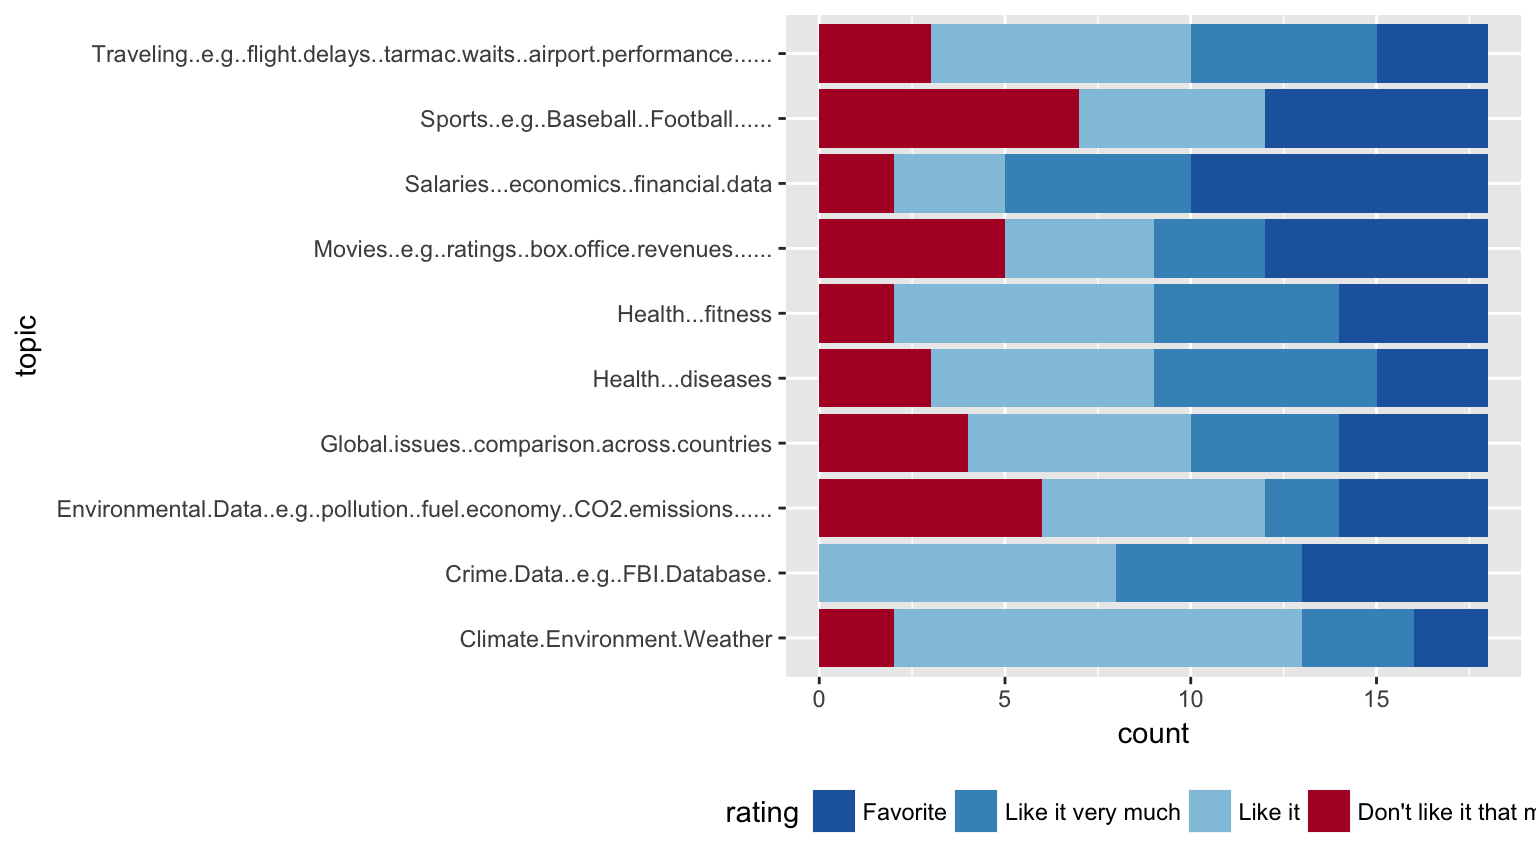 Traveling..e.g..flight.delays..tarmac.waits..airport.performance......
Sports..e.g..Baseball..Football......
Salaries...economics..financial.data
Movies..e.g..ratings..box.office.revenues......
Health...fitness
Health...diseases
Global.issues..comparison.across.countries
Environmental.Data..e.g..pollution..fuel.economy..CO2.emissions......
Crime.Data..e.g..FBI.Database.
Climate.Environment.Weather
topic
0 5 10 15
count
rating Favorite Like it very much Like it Don't like it that